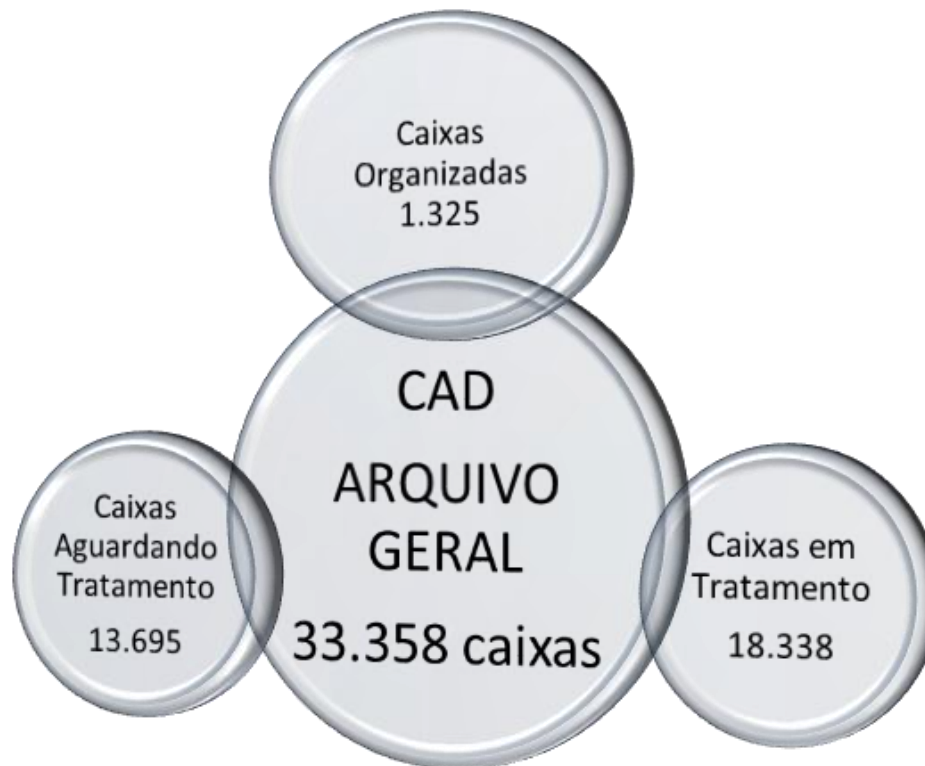 Caixas
Organizadas
1.325
CAD
ARQUIVO
GERAL
33.358 caixas
Caixas
Aguardando
Tratamento
13.695
Caixas em
Tratamento
18.338